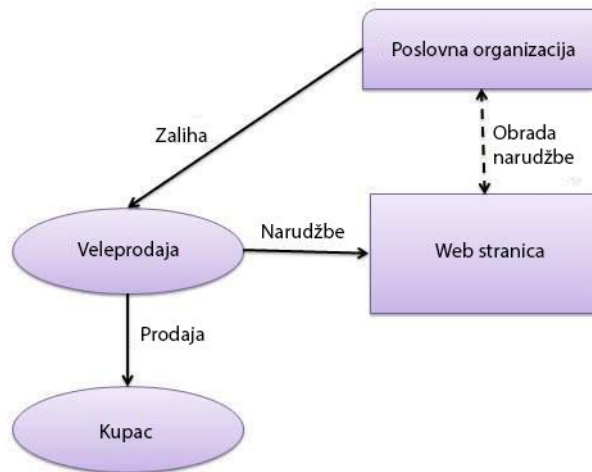 Poslovna organizacija
Zaliha
Obrada
narudžbe
Veleprodaja
Narudžbe
Web stranica
Prodaja
Kupac